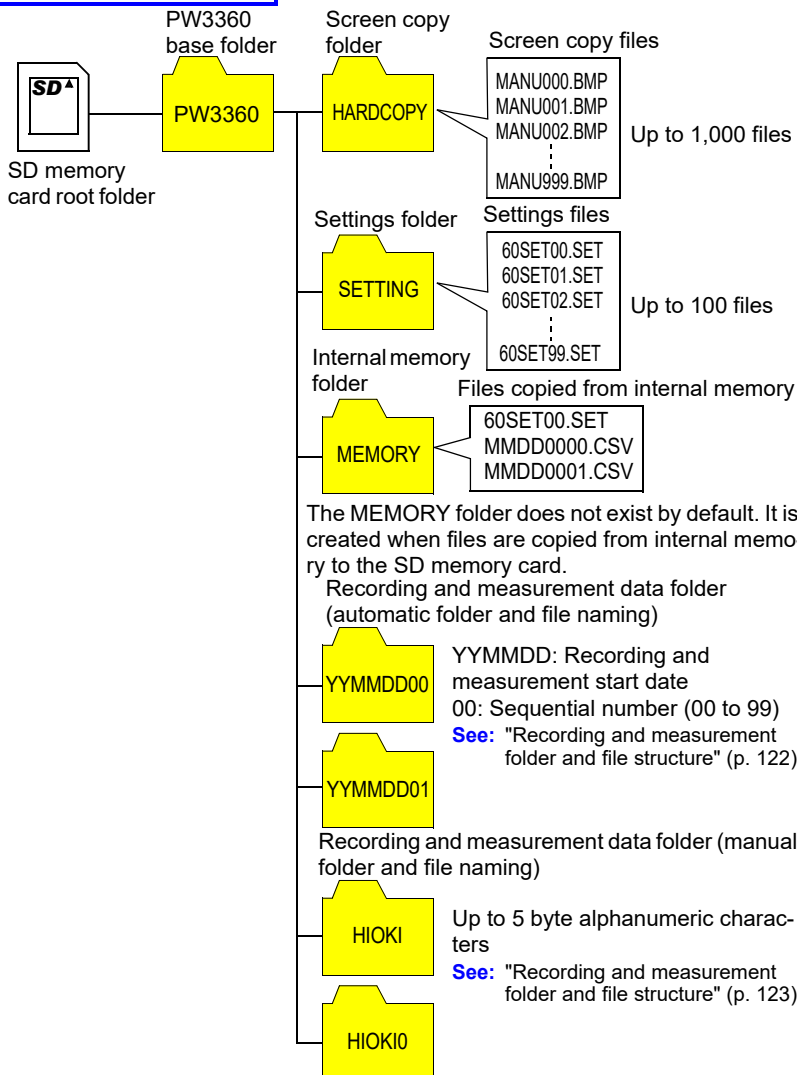 PW3360
base folder
Screen copy
folder
Screen copy files
SD
PW3360
HARDCOPY
MANU000.BMP
MANU001.BMP
MANU002.BMP
MANU999.BMP
Up to 1,000 files
SD memory
card root folder
Settings folder
Settings files
SETTING
60SET00.SET
60SET01.SET
60SET02.SET
60SET99.SET
Up to 100 files
Internal memory
folder
Files copied from internal memory
MEMORY
60SET00.SET
MMDD0000.CSV
MMDD0001.CSV
The MEMORY folder does not exist by default. It is
created when files are copied from internal memo-
ry to the SD memory card.
Recording and measurement data folder
(automatic folder and file naming)
YYMMDD00
YYMMDD: Recording and
measurement start date
00: Sequential number (00 to 99)
See: "Recording and measurement
folder and file structure" (p. 122)
YYMMDD01
Recording and measurement data folder (manual
folder and file naming)
HIOKI
Up to 5 byte alphanumeric charac-
ters
See: "Recording and measurement
folder and file structure" (p. 123)
HIOKI0